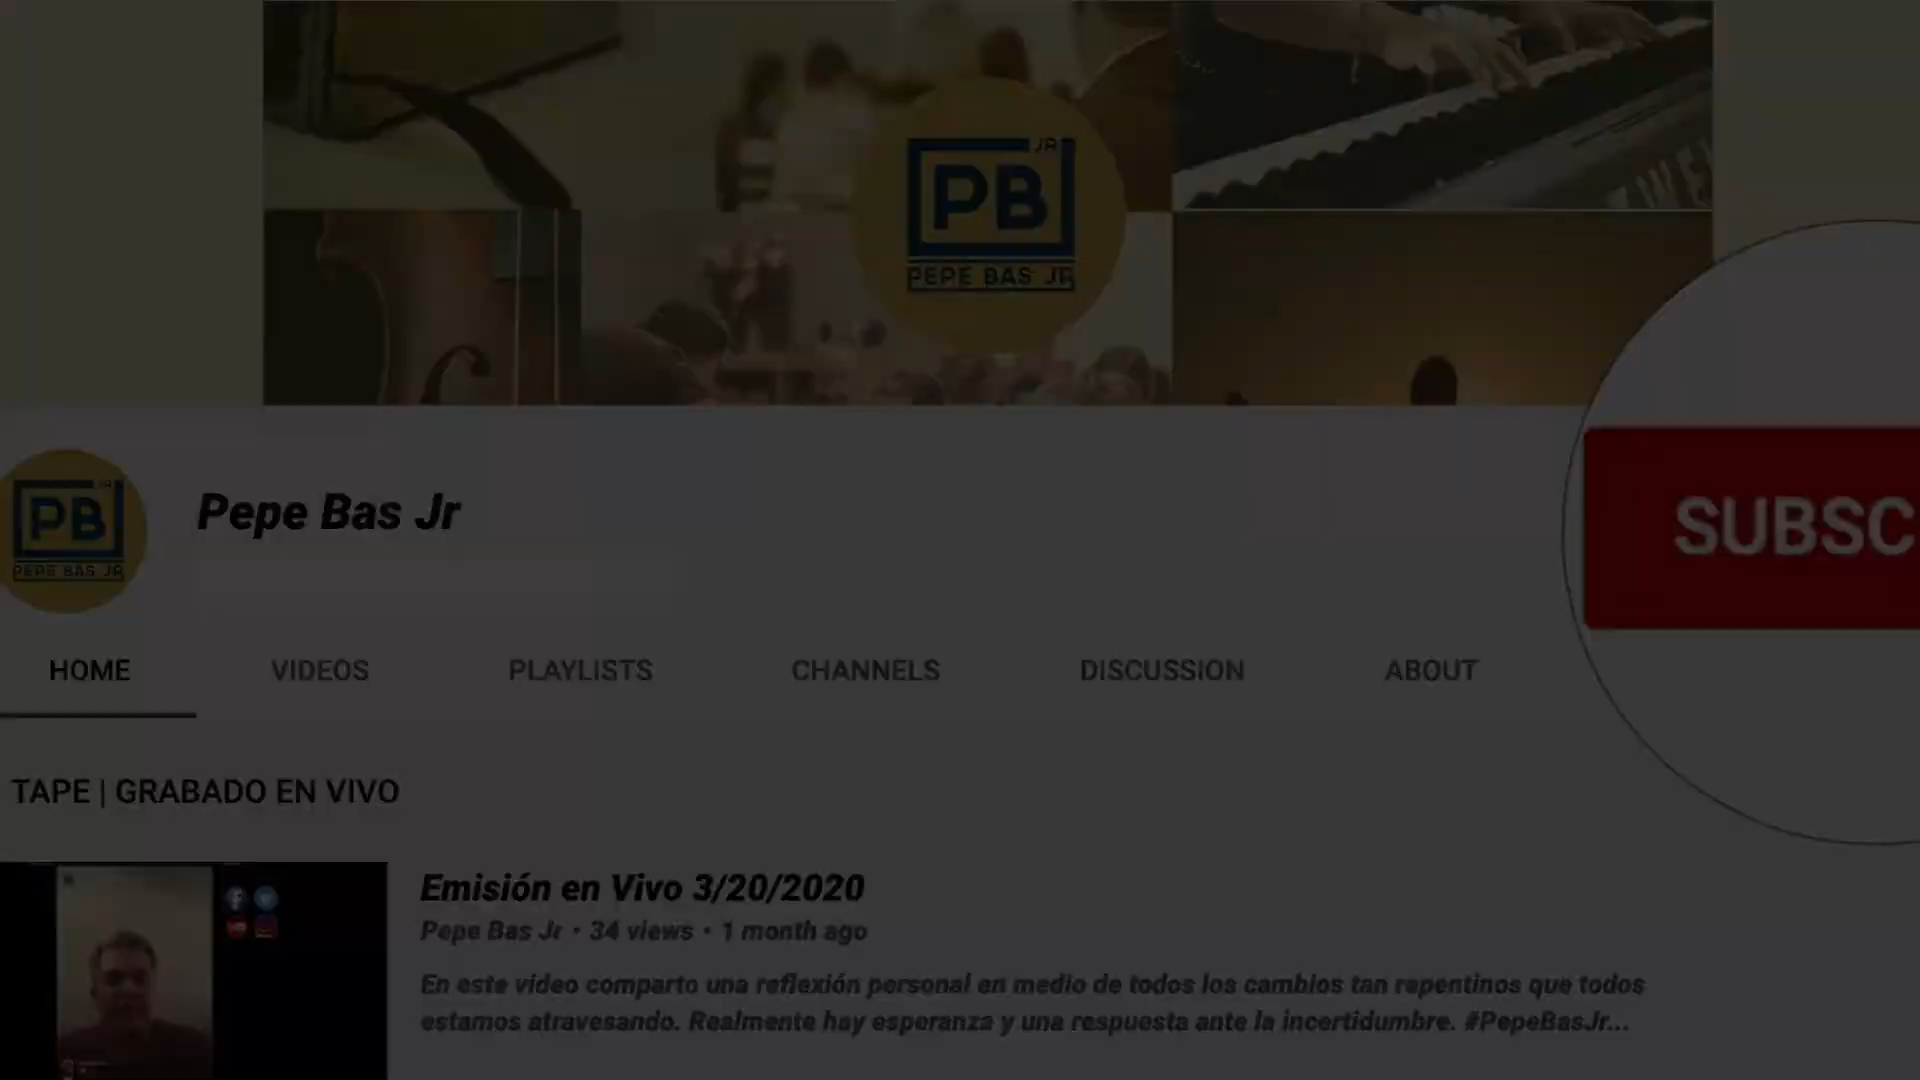 JR
PB
PEPE BAS JR
PB
PEPE BAS JR
Pepe Bas Jr
SUBSC
HOME
VIDEOS
PLAYLISTS
CHANNELS
DISCUSSION
ABOUT
TAPE | GRABADO EN VIVO
Emisión en Vivo 3/20/2020
Pepe Bas Jr • 34 views • 1 month ago
En este video comparto una reflexión personal en medio de todos los cambios tan repentinos que todos
estamos atravesando. Realmente hay esperanza y una respuesta ante la incertidumbre. #PepeBasJr...